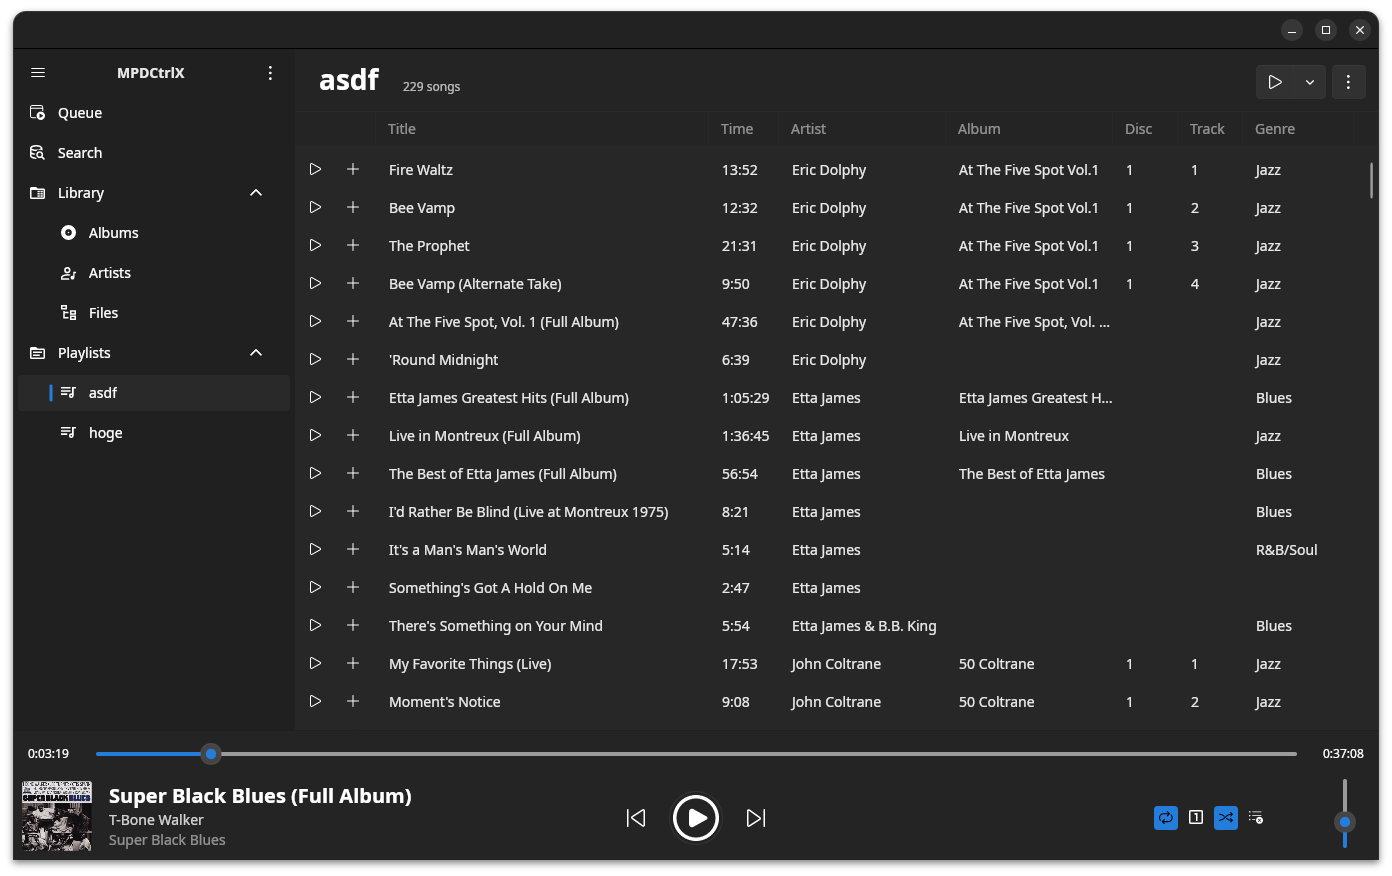 MPDCtrlX
asdf
229 songs
Queue
Search
Library
Albums
Artists
Files
Playlists
asdf
hoge
Title Time Artist Album Disc Track Genre
Fire Waltz 13:52 Eric Dolphy At The Five Spot Vol.1 1 1 Jazz
Bee Vamp 12:32 Eric Dolphy At The Five Spot Vol.1 1 2 Jazz
The Prophet 21:31 Eric Dolphy At The Five Spot Vol.1 1 3 Jazz
Bee Vamp (Alternate Take) 9:50 Eric Dolphy At The Five Spot Vol.1 1 4 Jazz
At The Five Spot, Vol. 1 (Full Album) 47:36 Eric Dolphy At The Five Spot, Vol. ... Jazz
'Round Midnight 6:39 Eric Dolphy Jazz
Etta James Greatest Hits (Full Album) 1:05:29 Etta James Etta James Greatest H... Blues
Live in Montreux (Full Album) 1:36:45 Etta James Live in Montreux Jazz
The Best of Etta James (Full Album) 56:54 Etta James The Best of Etta James Blues
I'd Rather Be Blind (Live at Montreux 1975) 8:21 Etta James Blues
It's a Man's Man's World 5:14 Etta James R&B/Soul
Something's Got A Hold On Me 2:47 Etta James
There's Something on Your Mind 5:54 Etta James & B.B. King Blues
My Favorite Things (Live) 17:53 John Coltrane 50 Coltrane 1 1 Jazz
Moment's Notice 9:08 John Coltrane 50 Coltrane 1 2 Jazz
0:03:19 0:37:08
SUPER BLACK BLUES
Super Black Blues (Full Album)
T-Bone Walker
Super Black Blues
1